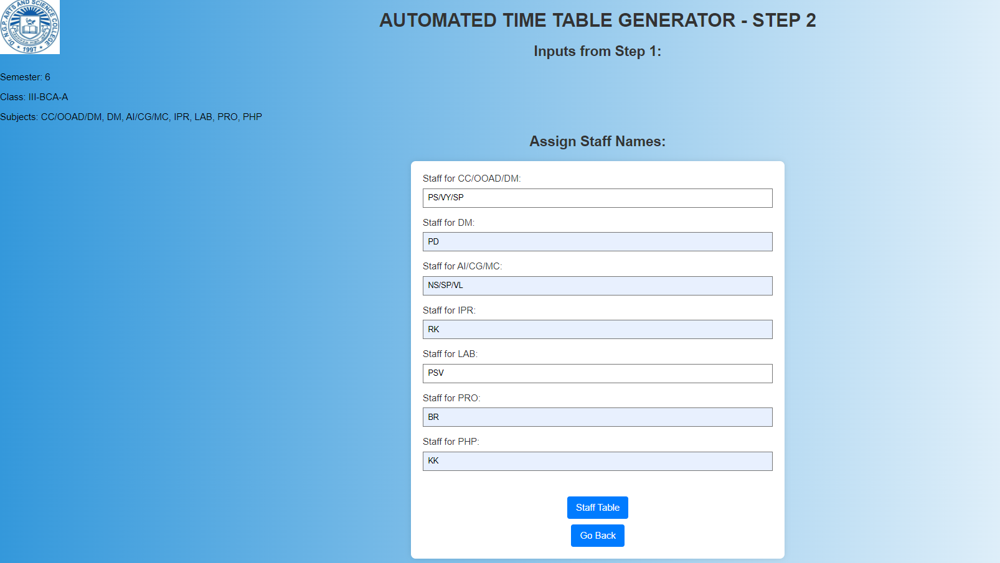 Dr. N.G.P. ARTS AND SCIENCE COLLEGE
1997
AUTOMATED TIME TABLE GENERATOR - STEP 2
Inputs from Step 1:
Semester: 6
Class: III-BCA-A
Subjects: CC/OOAD/DM, DM, AI/CG/MC, IPR, LAB, PRO, PHP
Assign Staff Names:
Staff for CC/OOAD/DM:
PS/VY/SP
Staff for DM:
PD
Staff for AI/CG/MC:
NS/SP/VL
Staff for IPR:
RK
Staff for LAB:
PSV
Staff for PRO:
BR
Staff for PHP:
KK
Staff Table
Go Back